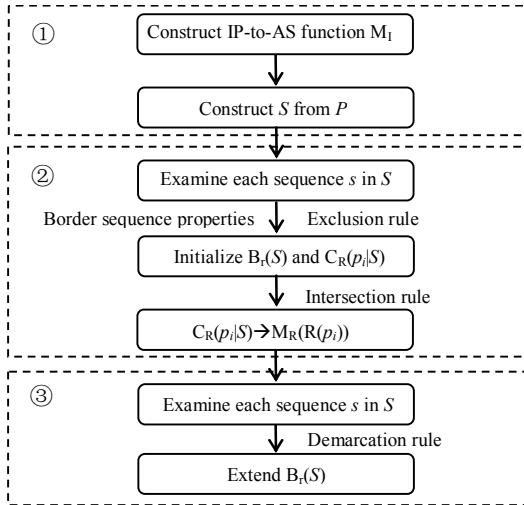 ①
Construct IP-to-AS function M_I
Construct S from P
②
Examine each sequence s in S
Border sequence properties Exclusion rule
Initialize B_r(S) and C_R(p_i|S)
Intersection rule
C_R(p_i|S)→M_R(R(p_i))
③
Examine each sequence s in S
Demarcation rule
Extend B_r(S)